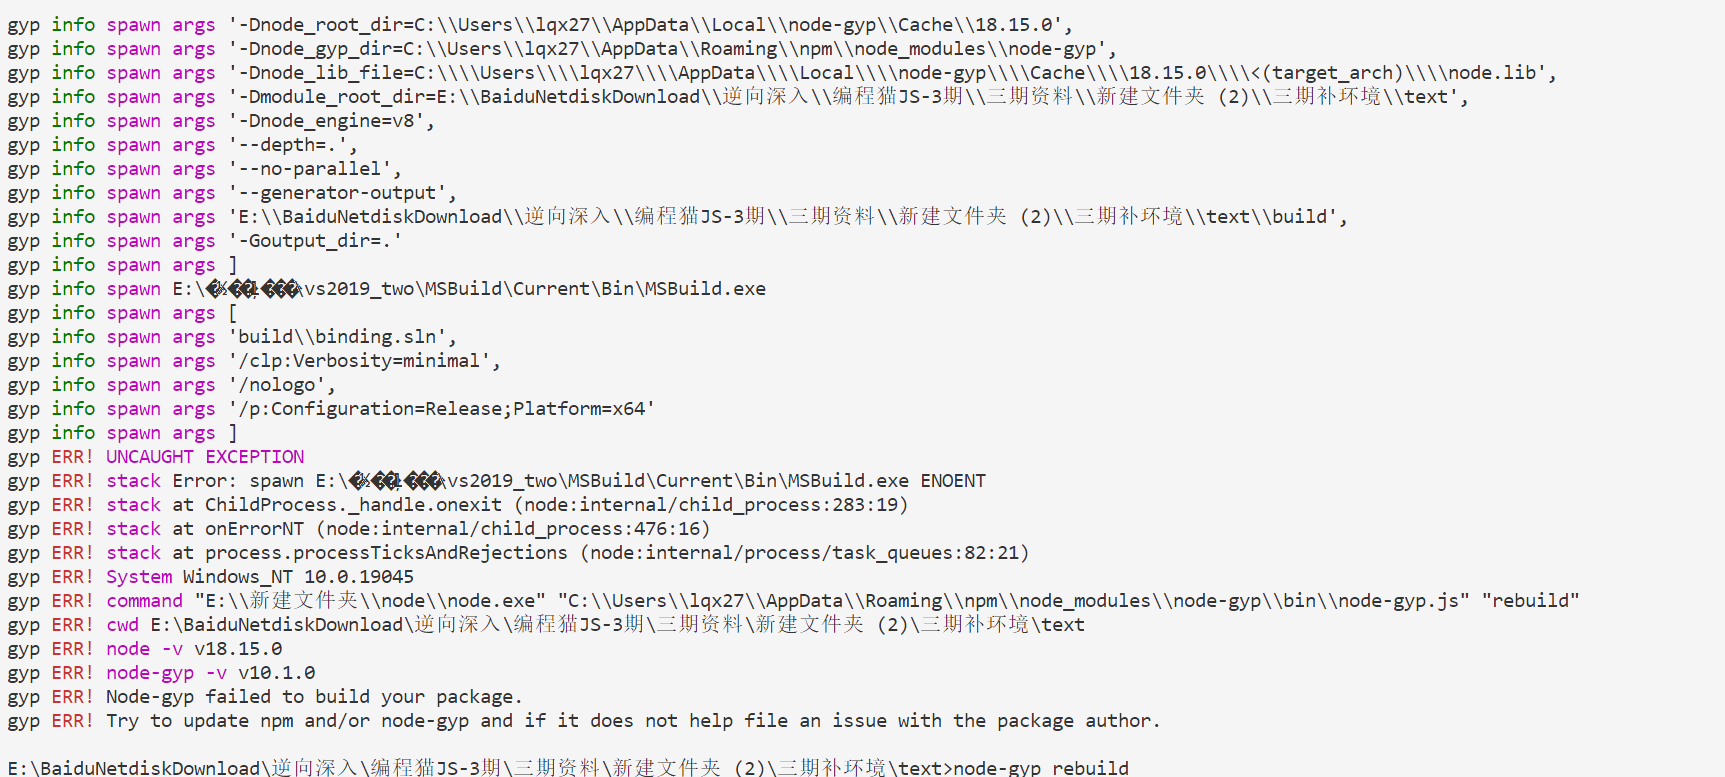 gyp info spawn args '-Dnode_root_dir=C:\\Users\\lqx27\\AppData\\Local\\node-gyp\\Cache\\18.15.0',
gyp info spawn args '-Dnode_gyp_dir=C:\\Users\\lqx27\\AppData\\Roaming\\npm\\node_modules\\node-gyp',
gyp info spawn args '-Dnode_lib_file=C:\\\\Users\\\\lqx27\\\\AppData\\\\Local\\\\node-gyp\\\\Cache\\\\18.15.0\\\\<(target_arch)\\\\node.lib',
gyp info spawn args '-Dmodule_root_dir=E:\\BaiduNetdiskDownload\\逆向深入\\编程猫JS-3期\\三期资料\\新建文件夹 (2)\\三期补环境\\text',
gyp info spawn args '-Dnode_engine=v8',
gyp info spawn args '--depth=.',
gyp info spawn args '--no-parallel',
gyp info spawn args '--generator-output',
gyp info spawn args 'E:\\BaiduNetdiskDownload\\逆向深入\\编程猫JS-3期\\三期资料\\新建文件夹 (2)\\三期补环境\\text\\build',
gyp info spawn args '-Goutput_dir=.'
gyp info spawn args ]
gyp info spawn E:\\vs2019_two\MSBuild\Current\Bin\MSBuild.exe
gyp info spawn args [
gyp info spawn args 'build\\binding.sln',
gyp info spawn args '/clp:Verbosity=minimal',
gyp info spawn args '/nologo',
gyp info spawn args '/p:Configuration=Release;Platform=x64'
gyp info spawn args ]
gyp ERR! UNCAUGHT EXCEPTION
gyp ERR! stack Error: spawn E:\\vs2019_two\MSBuild\Current\Bin\MSBuild.exe ENOENT
gyp ERR! stack at ChildProcess._handle.onexit (node:internal/child_process:283:19)
gyp ERR! stack at onErrorNT (node:internal/child_process:476:16)
gyp ERR! stack at process.processTicksAndRejections (node:internal/process/task_queues:82:21)
gyp ERR! System Windows_NT 10.0.19045
gyp ERR! command "E:\\新建文件夹\\node\\node.exe" "C:\\Users\\lqx27\\AppData\\Roaming\\npm\\node_modules\\node-gyp\\bin\\node-gyp.js" "rebuild"
gyp ERR! cwd E:\BaiduNetdiskDownload\逆向深入\编程猫JS-3期\三期资料\新建文件夹 (2)\三期补环境\text
gyp ERR! node -v v18.15.0
gyp ERR! node-gyp -v v10.1.0
gyp ERR! Node-gyp failed to build your package.
gyp ERR! Try to update npm and/or node-gyp and if it does not help file an issue with the package author.
E:\BaiduNetdiskDownload\逆向深入\编程猫JS-3期\三期资料\新建文件夹 (2)\三期补环境\text>node-gyp rebuild